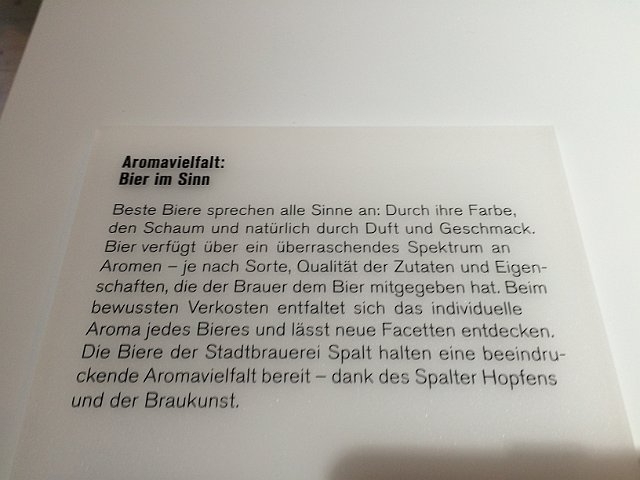 Aromavielfalt:
Bier im Sinn
Beste Biere sprechen alle Sinne an: Durch ihre Farbe,
den Schaum und natürlich durch Duft und Geschmack.
Bier verfügt über ein überraschendes Spektrum an
Aromen – je nach Sorte, Qualität der Zutaten und Eigen-
schaften, die der Brauer dem Bier mitgegeben hat. Beim
bewussten Verkosten entfaltet sich das individuelle
Aroma jedes Bieres und lässt neue Facetten entdecken.
Die Biere der Stadtbrauerei Spalt halten eine beeindru-
ckende Aromavielfalt bereit – dank des Spalter Hopfens
und der Braukunst.